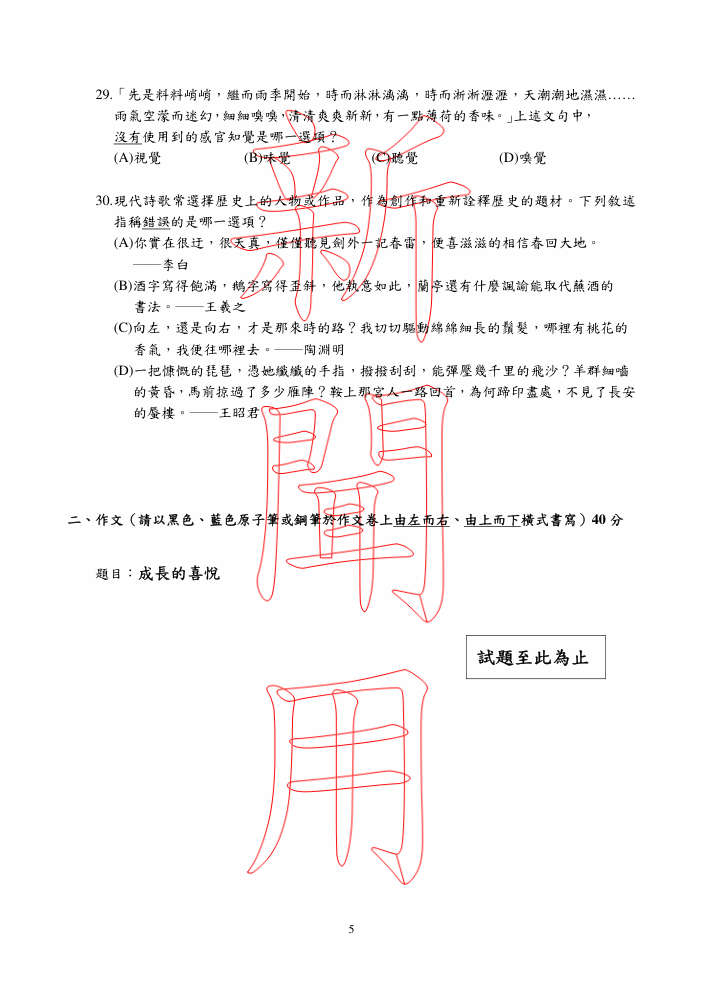 29.「先是料料峭峭，繼而雨季開始，時而淋淋漓漓，時而淅淅瀝瀝，天潮潮地濕濕……
雨氣空濛而迷幻，細細嗅嗅，清清爽爽新新，有一點薄荷的香味。」上述文句中，
沒有使用到的感官知覺是哪一選項？
(A)視覺 (B)味覺 (C)聽覺 (D)嗅覺
30.現代詩歌常選擇歷史上的人物或作品，作為創作和重新詮釋歷史的題材。下列敘述
指稱錯誤的是哪一選項？
(A)你實在很迂，很天真，僅僅聽見劍外一記春雷，便喜滋滋的相信春回大地。
──李白
(B)酒字寫得飽滿，鵝字寫得歪斜，他執意如此，蘭亭還有什麼諷諭能取代蘸酒的
書法。──王羲之
(C)向左，還是向右，才是那來時的路？我切切驅動綿綿細長的鬚髮，哪裡有桃花的
香氣，我便往哪裡去。──陶淵明
(D)一把慷慨的琵琶，憑她纖纖的手指，撥撥刮刮，能彈壓幾千里的飛沙？羊群細嚙
的黃昏，馬前掠過了多少雁陣？鞍上那宮人一路回首，為何蹄印盡處，不見了長安
的蜃樓。──王昭君
二、作文（請以黑色、藍色原子筆或鋼筆於作文卷上由左而右、由上而下橫式書寫）40 分
題目：成長的喜悅
試題至此為止
新聞用
5